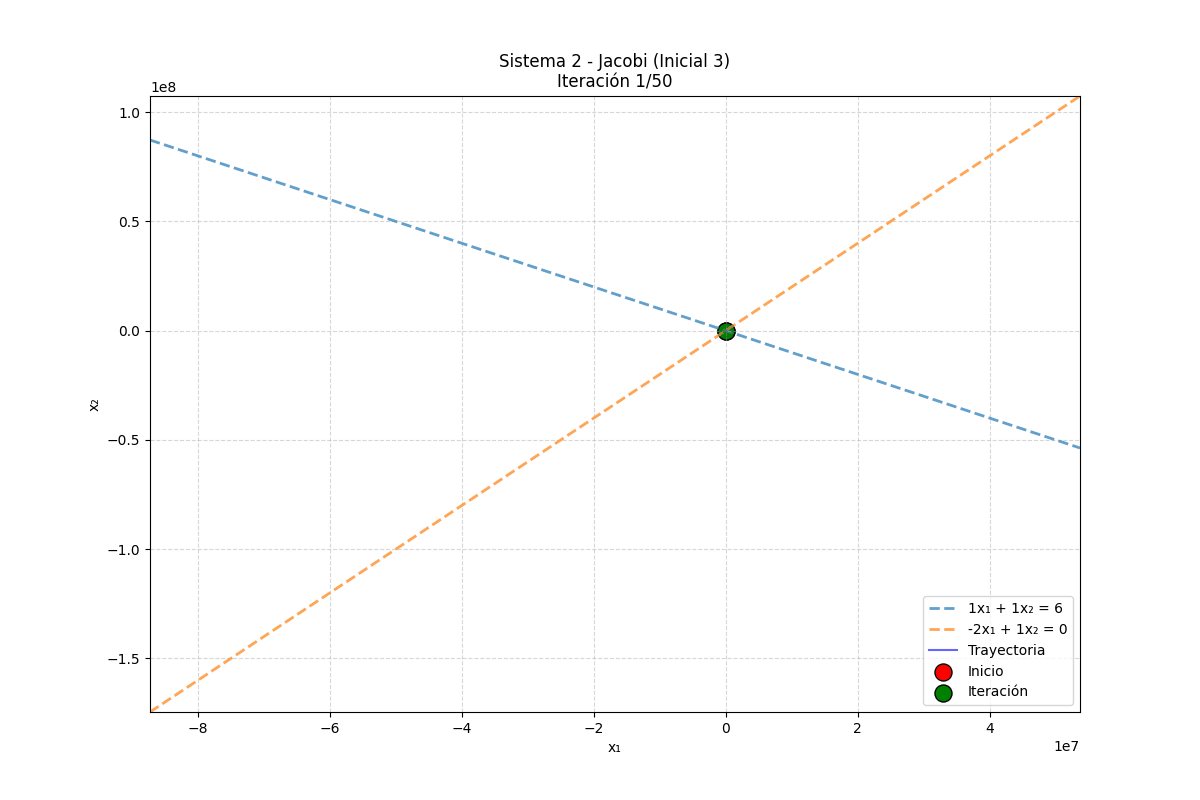 Sistema 2 - Jacobi (Inicial 3)
Iteración 1/50
1e8
1.0
0.5
0.0
−0.5
−1.0
−1.5
x₂
−8
−6
−4
−2
0
2
4
1e7
x₁
1x₁ + 1x₂ = 6
-2x₁ + 1x₂ = 0
Trayectoria
Inicio
Iteración